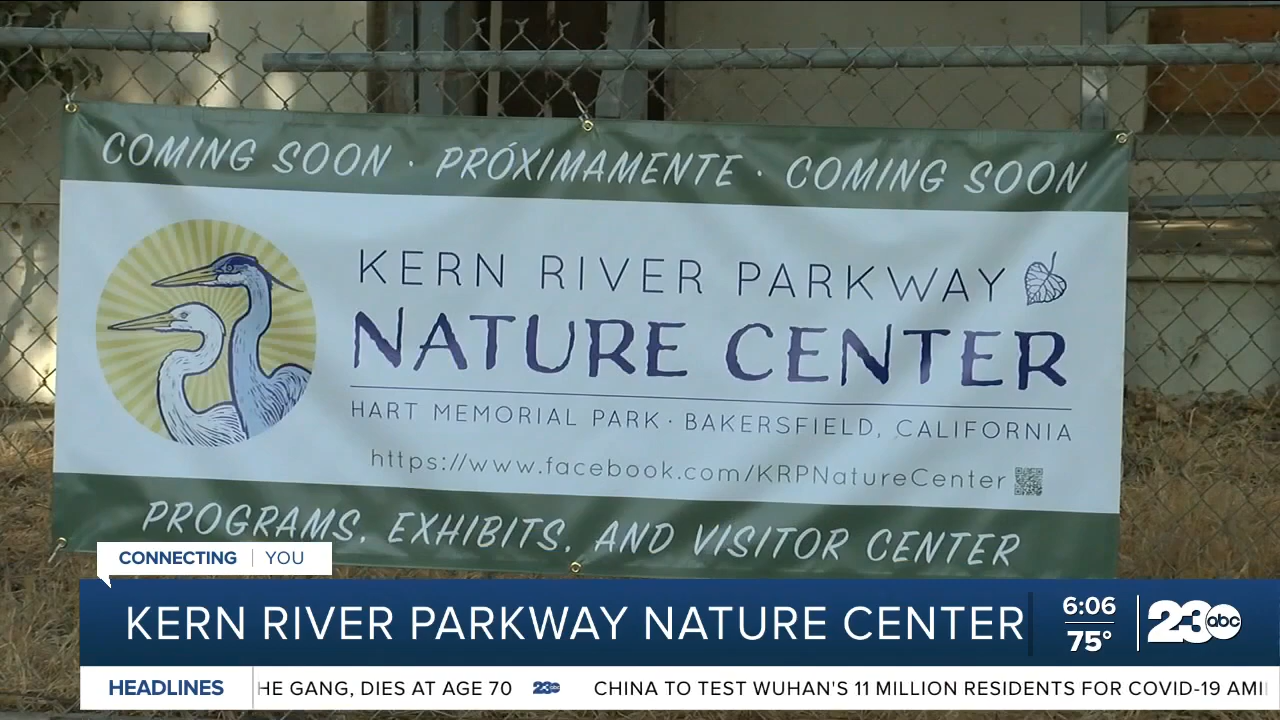 COMING SOON · PRÓXIMAMENTE · COMING SOON
KERN RIVER PARKWAY
NATURE CENTER
HART MEMORIAL PARK · BAKERSFIELD, CALIFORNIA
https://www.facebook.com/KRPNatureCenter
PROGRAMS, EXHIBITS, AND VISITOR CENTER
CONNECTING | YOU
KERN RIVER PARKWAY NATURE CENTER
6:06
75°
23 abc
HEADLINES
HE GANG, DIES AT AGE 70 23abc CHINA TO TEST WUHAN'S 11 MILLION RESIDENTS FOR COVID-19 AMI